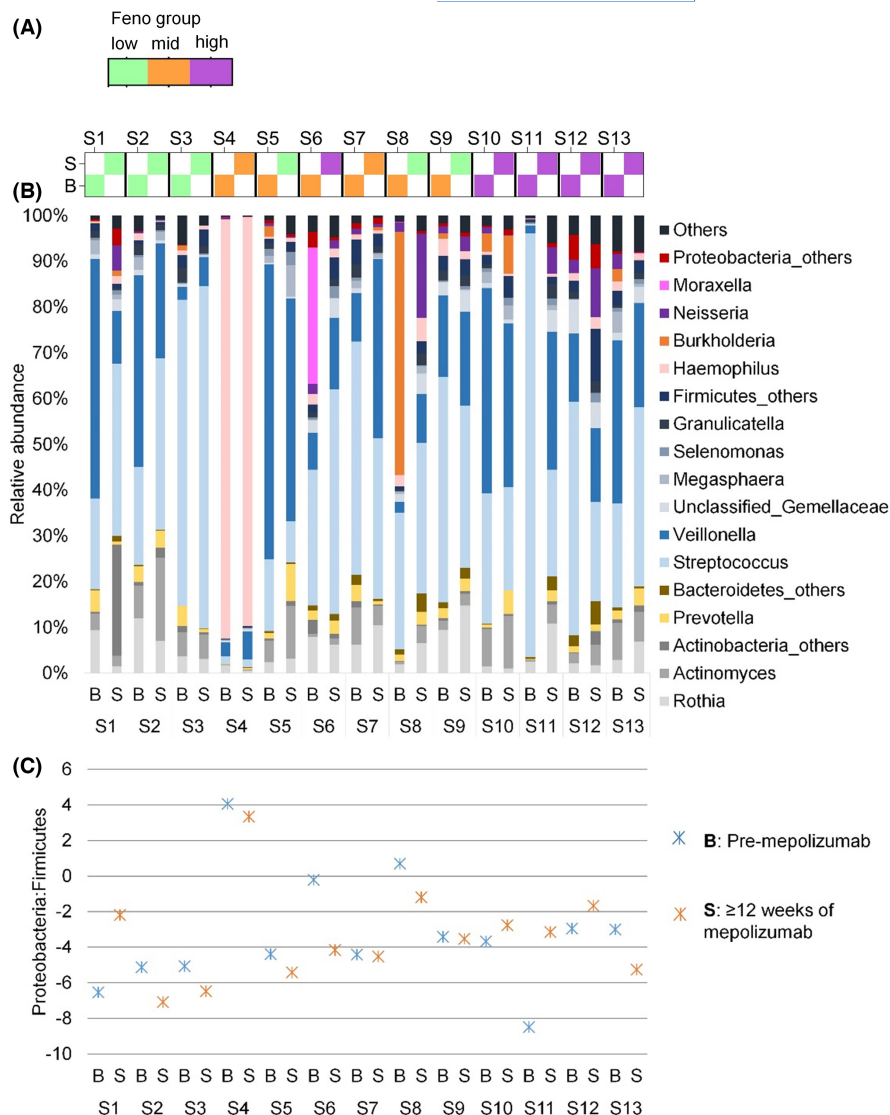 (A)
Feno group
low mid high
S1 S2 S3 S4 S5 S6 S7 S8 S9 S10 S11 S12 S13
S
B
(B)
100%
90%
80%
70%
60%
50%
40%
30%
20%
10%
0%
Relative abundance
Others
Proteobacteria_others
Moraxella
Neisseria
Burkholderia
Haemophilus
Firmicutes_others
Granulicatella
Selenomonas
Megasphaera
Unclassified_Gemellaceae
Veillonella
Streptococcus
Bacteroidetes_others
Prevotella
Actinobacteria_others
Actinomyces
Rothia
B S B S B S B S B S B S B S B S B S B S B S B S B S
S1 S2 S3 S4 S5 S6 S7 S8 S9 S10 S11 S12 S13
(C)
6
4
2
0
-2
-4
-6
-8
-10
Proteobacteria:Firmicutes
B: Pre-mepolizumab
S: ≥12 weeks of
mepolizumab
B S B S B S B S B S B S B S B S B S B S B S B S B S
S1 S2 S3 S4 S5 S6 S7 S8 S9 S10 S11 S12 S13